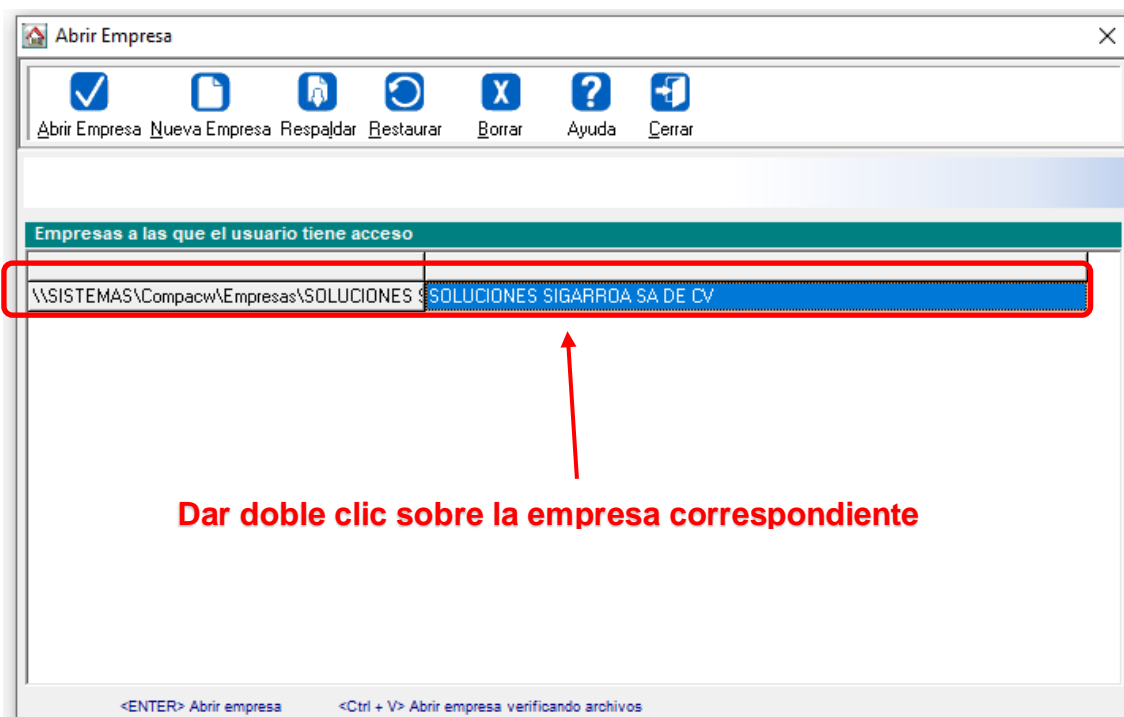 Abrir Empresa
Abrir Empresa Nueva Empresa Respaldar Restaurar Borrar Ayuda Cerrar
Empresas a las que el usuario tiene acceso
\\SISTEMAS\Compacw\Empresas\SOLUCIONES S SOLUCIONES SIGARROA SA DE CV
Dar doble clic sobre la empresa correspondiente
<ENTER> Abrir empresa <Ctrl + V> Abrir empresa verificando archivos